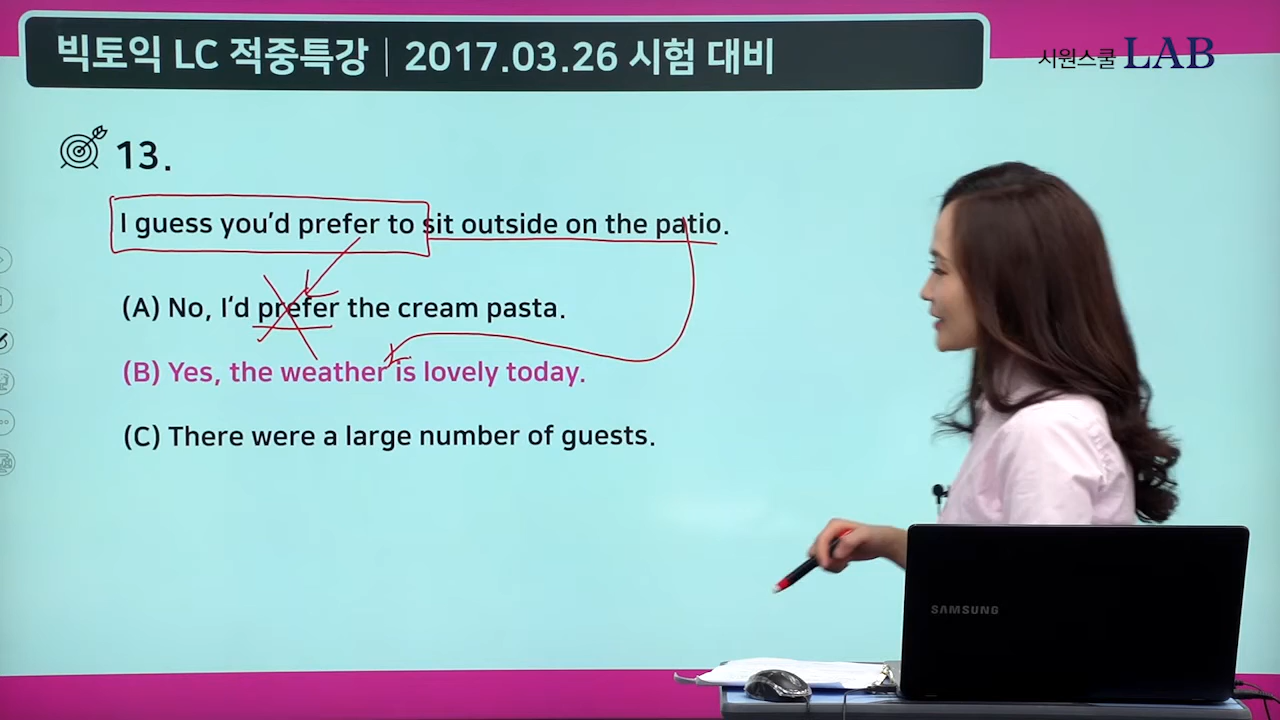 빅토익 LC 적중특강 | 2017.03.26 시험 대비
시원스쿨 LAB
13.
I guess you’d prefer to sit outside on the patio.
(A) No, I‘d prefer the cream pasta.
(B) Yes, the weather is lovely today.
(C) There were a large number of guests.
SAMSUNG